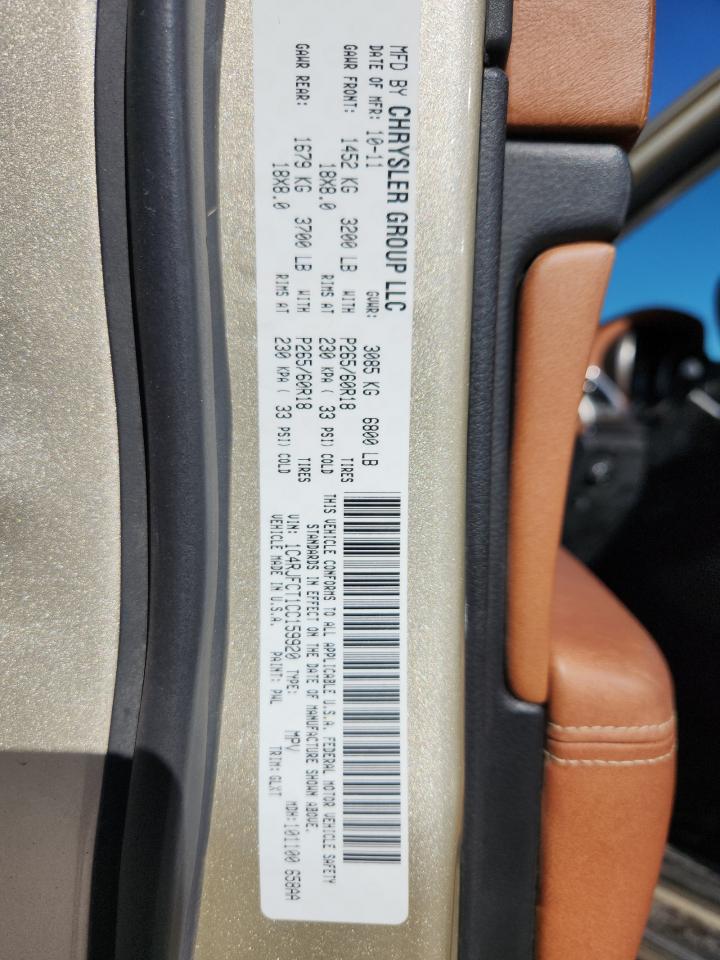 MFD BY CHRYSLER GROUP LLC
DATE OF MFR: 10-11 GVWR: 3085 KG 6800 LB
GAWR FRONT: 1452 KG 3200 LB WITH P265/60R18 TIRES
18X8.0 RIMS AT 230 KPA ( 33 PSI) COLD
GAWR REAR: 1679 KG 3700 LB WITH P265/60R18 TIRES
18X8.0 RIMS AT 230 KPA ( 33 PSI) COLD
THIS VEHICLE CONFORMS TO ALL APPLICABLE U.S.A. FEDERAL MOTOR VEHICLE SAFETY
STANDARDS IN EFFECT ON THE DATE OF MANUFACTURE SHOWN ABOVE.
VIN: 1C4RJFCT1CC159920 TYPE: MPV MDH: 101100 658AA
VEHICLE MADE IN U.S.A. PAINT: PWL TRIM: GLXT